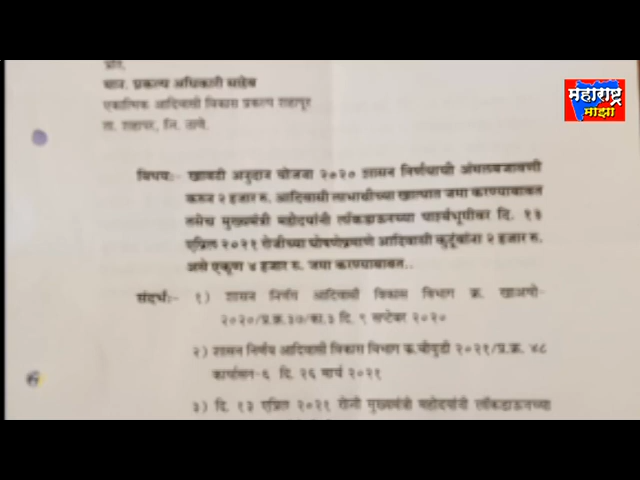 महाराष्ट्र
माझा
प्रति,
मान. प्रकल्प अधिकारी साहेब
एकात्मिक आदिवासी विकास प्रकल्प शहापूर
ता. शहापूर, जि. ठाणे.
विषय:- खावटी अनुदान योजना २०२० शासन निर्णयाची अंमलबजावणी
करुन २ हजार रु. आदिवासी लाभार्थीच्या खात्यात जमा करण्याबाबत
तसेच मुख्यमंत्री महोदयांनी लॉकडाऊनच्या पार्श्वभूमीवर दि. १३
एप्रिल २०२१ रोजीच्या घोषणेप्रमाणे आदिवासी कुटूंबांना २ हजार रु.
असे एकूण ४ हजार रु. जमा करण्याबाबत..
संदर्भ:- १) शासन निर्णय आदिवासी विकास विभाग क्र. खाअयो-
२०२०/प्र.क्र.३७/का.३ दि. ९ सप्टेंबर २०२०
२) शासन निर्णय आदिवासी विकास विभाग २०२१/प्र.क्र. ४८
कार्यासन-६ दि. २६ मार्च २०२१
३) दि. १३ एप्रिल २०२१ रोजी मुख्यमंत्री महोदयांनी लॉकडाऊनच्या